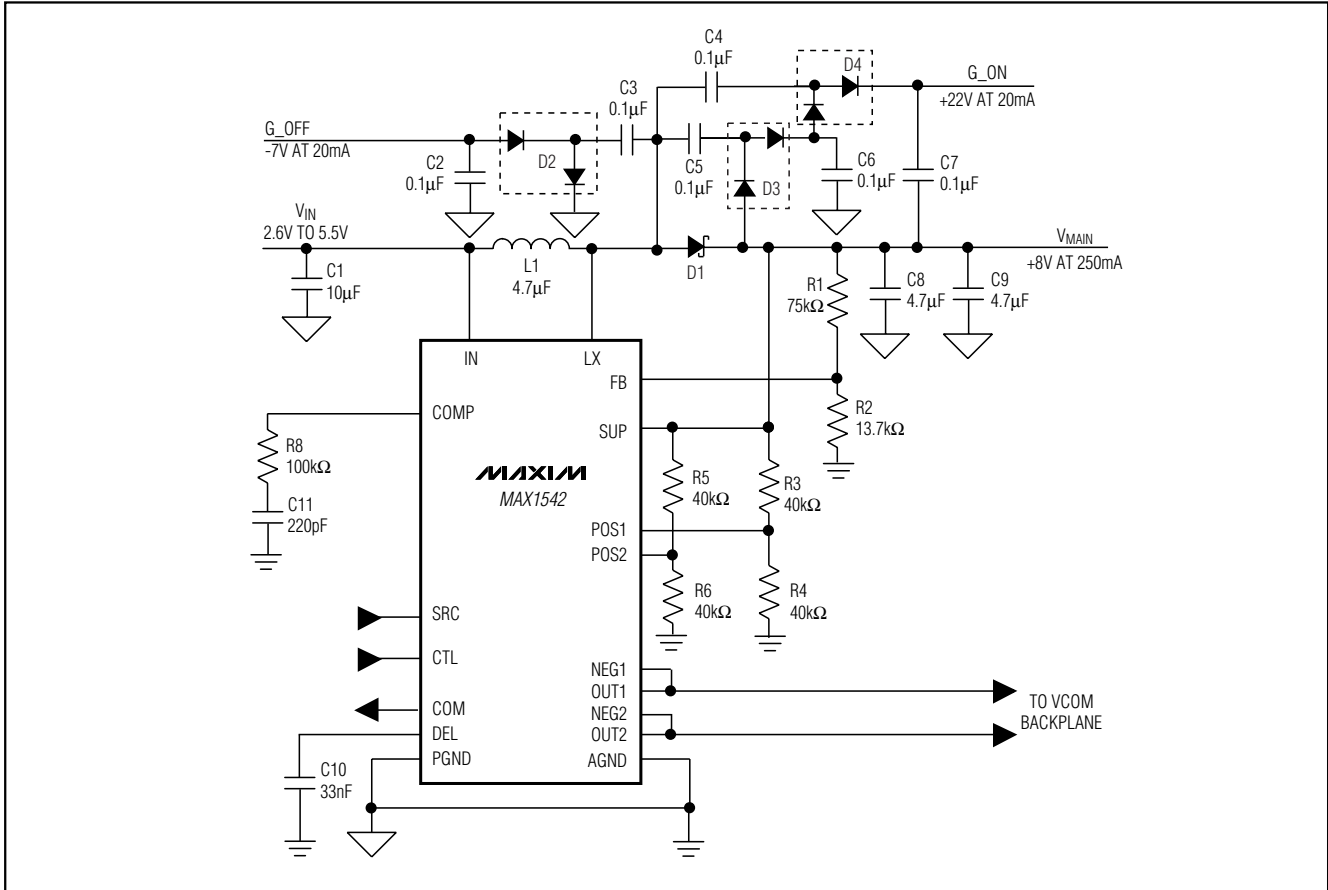 C4
0.1μF
D4
G_ON
+22V AT 20mA
C3
0.1μF
G_OFF
-7V AT 20mA
C2
0.1μF
D2
C5
0.1μF
D3
C6
0.1μF
C7
0.1μF
VIN
2.6V TO 5.5V
C1
10μF
L1
4.7μF
D1
VMAIN
+8V AT 250mA
R1
75kΩ
C8
4.7μF
C9
4.7μF
IN
LX
FB
COMP
SUP
R2
13.7kΩ
R8
100kΩ
C11
220pF
MAXIM
MAX1542
R5
40kΩ
R3
40kΩ
POS1
POS2
R6
40kΩ
R4
40kΩ
SRC
CTL
COM
DEL
PGND
NEG1
OUT1
NEG2
OUT2
AGND
TO VCOM
BACKPLANE
C10
33nF